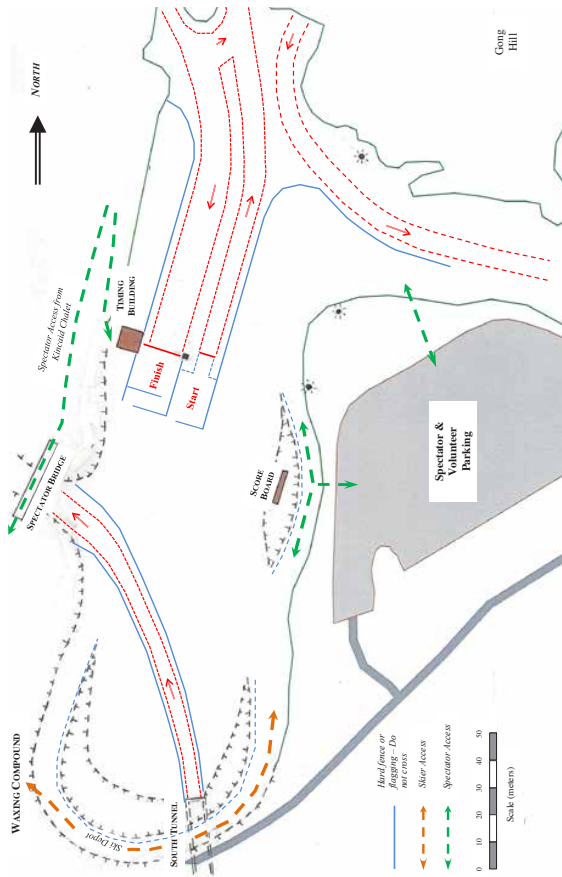 NORTH
Gong
Hill
Spectator Access from
Kincaid Chalet
TIMING
BUILDING
Finish
Start
SPECTATOR BRIDGE
SCORE
BOARD
Spectator &
Volunteer
Parking
WAXING COMPOUND
Ski Depot
SOUTH TUNNEL
Hard fence or
flagging – Do
not cross
Skier Access
Spectator Access
0 10 20 30 40 50
Scale (meters)